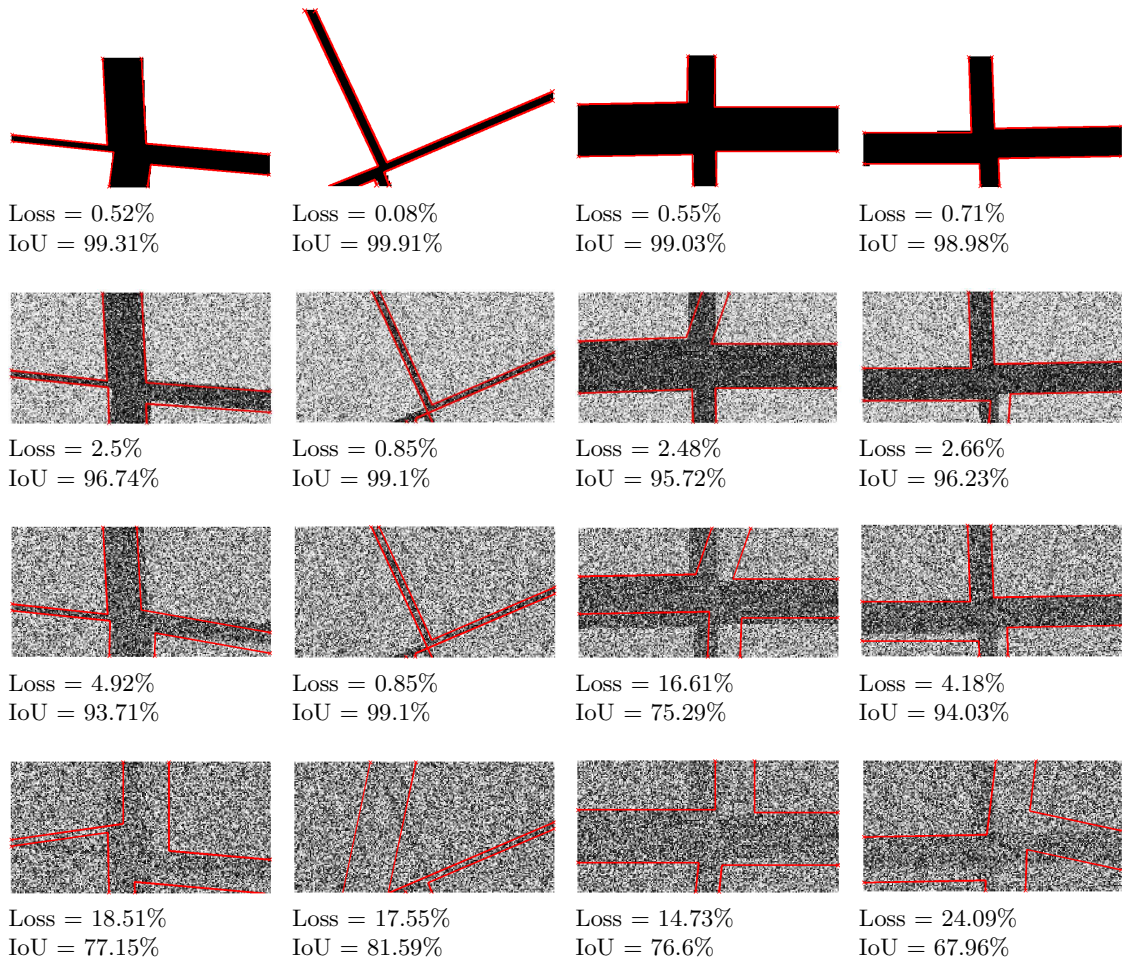 Loss = 0.52%
IoU = 99.31%
Loss = 0.08%
IoU = 99.91%
Loss = 0.55%
IoU = 99.03%
Loss = 0.71%
IoU = 98.98%
Loss = 2.5%
IoU = 96.74%
Loss = 0.85%
IoU = 99.1%
Loss = 2.48%
IoU = 95.72%
Loss = 2.66%
IoU = 96.23%
Loss = 4.92%
IoU = 93.71%
Loss = 0.85%
IoU = 99.1%
Loss = 16.61%
IoU = 75.29%
Loss = 4.18%
IoU = 94.03%
Loss = 18.51%
IoU = 77.15%
Loss = 17.55%
IoU = 81.59%
Loss = 14.73%
IoU = 76.6%
Loss = 24.09%
IoU = 67.96%